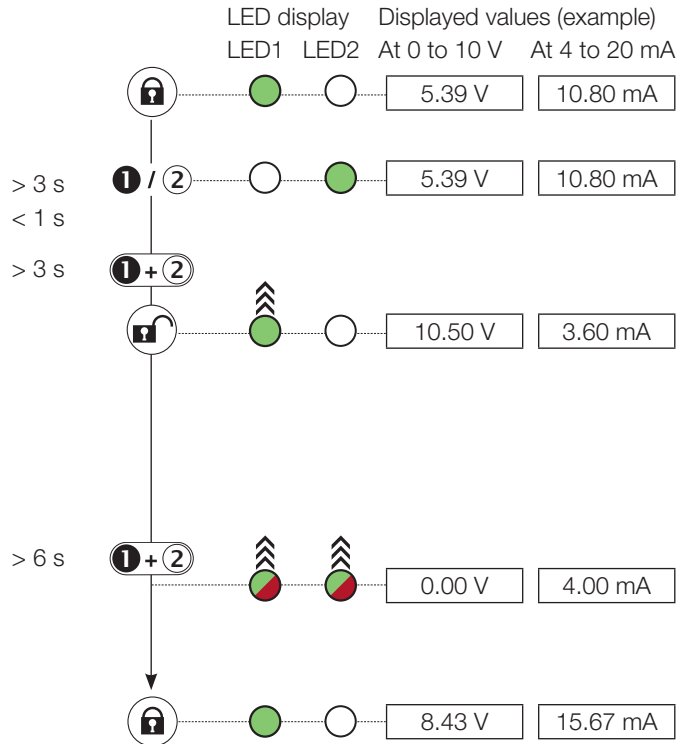 LED display Displayed values (example)
LED1 LED2 At 0 to 10 V At 4 to 20 mA
5.39 V 10.80 mA
> 3 s 1 / 2 5.39 V 10.80 mA
< 1 s
> 3 s 1 + 2
10.50 V 3.60 mA
> 6 s 1 + 2
0.00 V 4.00 mA
8.43 V 15.67 mA